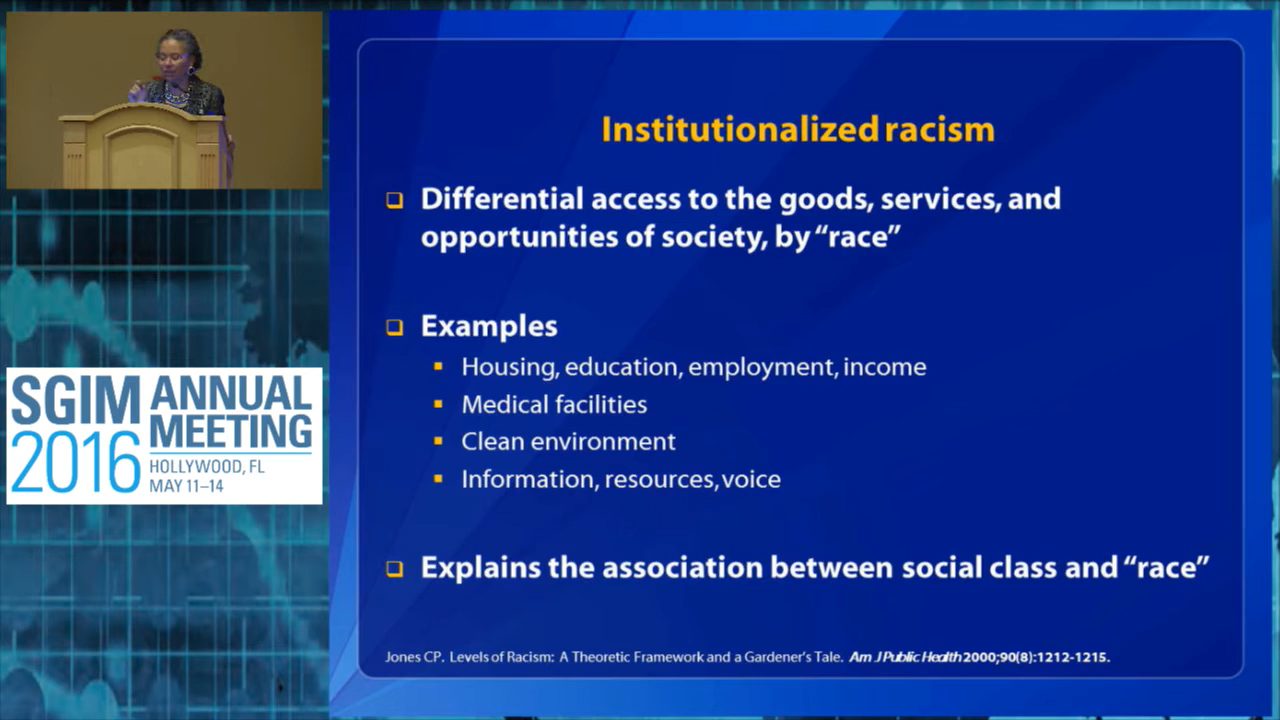 SGIM ANNUAL
2016 MEETING
HOLLYWOOD, FL
MAY 11–14
Institutionalized racism
Differential access to the goods, services, and
opportunities of society, by “race”
Examples
Housing, education, employment, income
Medical facilities
Clean environment
Information, resources, voice
Explains the association between social class and “race”
Jones CP. Levels of Racism: A Theoretic Framework and a Gardener's Tale. Am J Public Health 2000;90(8):1212-1215.